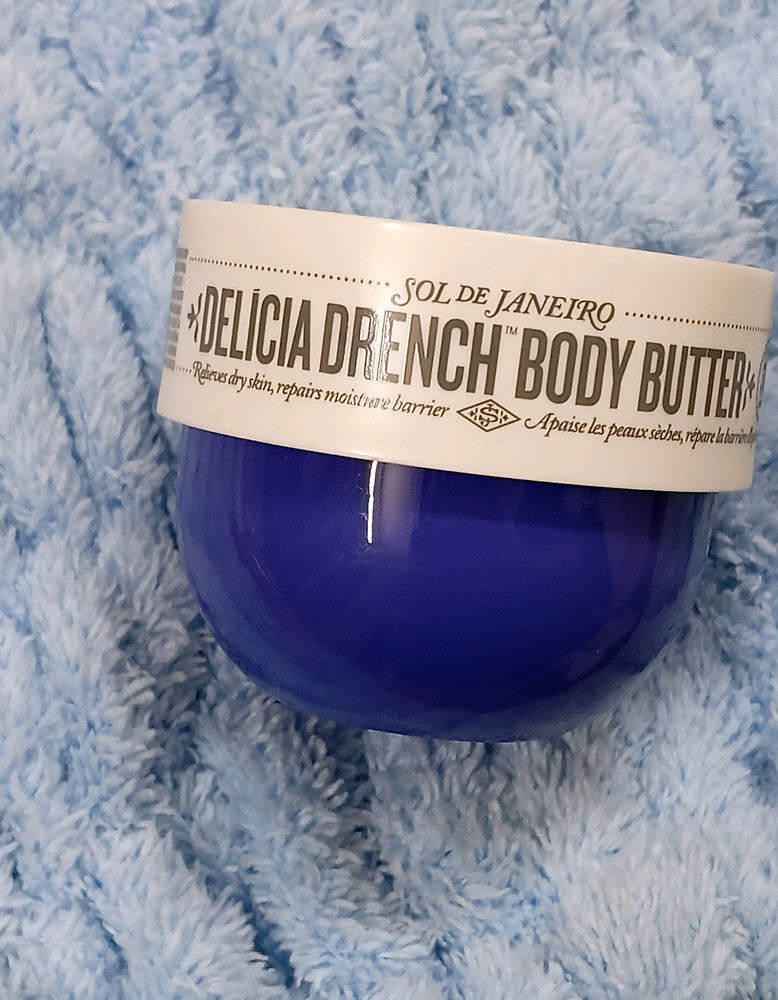 SOL DE JANEIRO
DELÍCIA DRENCH™ BODY BUTTER
Relieves dry skin, repairs moisture barrier
Apaise les peaux sèches, répare la barrière